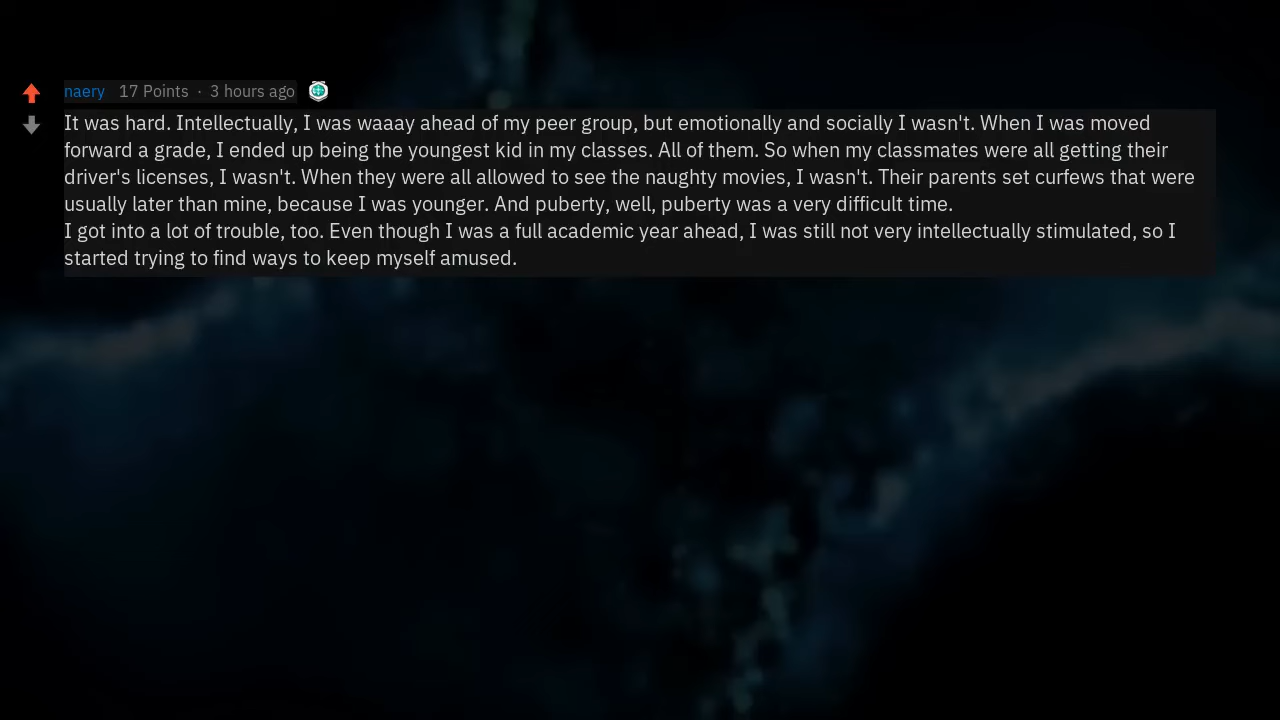 naery 17 Points · 3 hours ago
It was hard. Intellectually, I was waaay ahead of my peer group, but emotionally and socially I wasn't. When I was moved
forward a grade, I ended up being the youngest kid in my classes. All of them. So when my classmates were all getting their
driver's licenses, I wasn't. When they were all allowed to see the naughty movies, I wasn't. Their parents set curfews that were
usually later than mine, because I was younger. And puberty, well, puberty was a very difficult time.
I got into a lot of trouble, too. Even though I was a full academic year ahead, I was still not very intellectually stimulated, so I
started trying to find ways to keep myself amused.